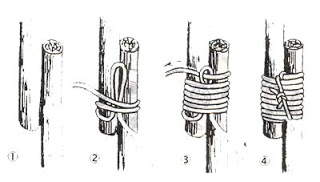 ① ② 3 ④